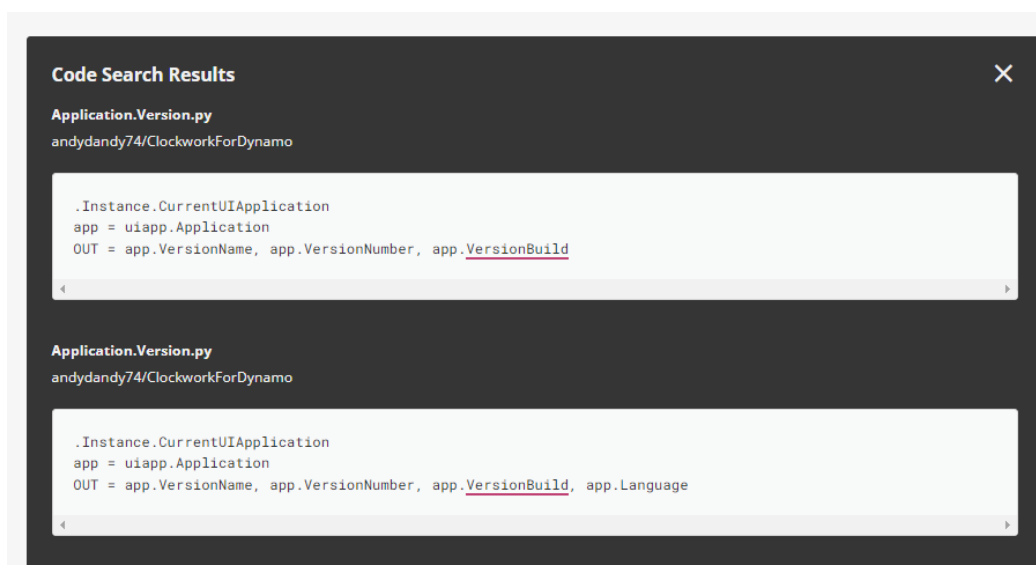 Code Search Results
Application.Version.py
andydandy74/ClockworkForDynamo
.Instance.CurrentUIApplication
app = uiapp.Application
OUT = app.VersionName, app.VersionNumber, app.VersionBuild
Application.Version.py
andydandy74/ClockworkForDynamo
.Instance.CurrentUIApplication
app = uiapp.Application
OUT = app.VersionName, app.VersionNumber, app.VersionBuild, app.Language